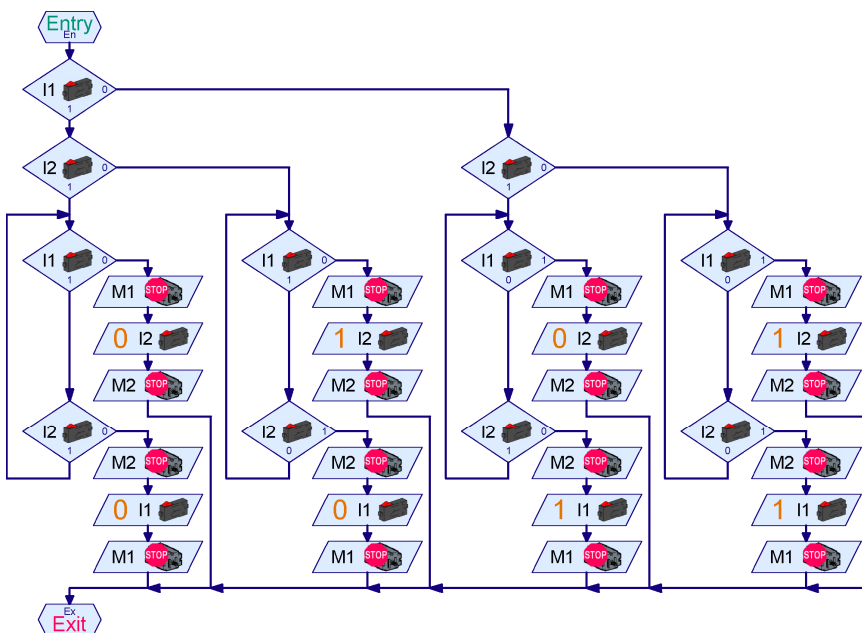 Entry
En
I1 0
1
I2 0
1
I2 0
1
I1 0
1
I1 0
1
I1 1
0
I1 1
0
M1 STOP
M1 STOP
M1 STOP
M1 STOP
0 I2
1 I2
0 I2
1 I2
M2 STOP
M2 STOP
M2 STOP
M2 STOP
I2 0
1
I2 1
0
I2 0
1
I2 1
0
M2 STOP
M2 STOP
M2 STOP
M2 STOP
0 I1
0 I1
1 I1
1 I1
M1 STOP
M1 STOP
M1 STOP
M1 STOP
Ex
Exit